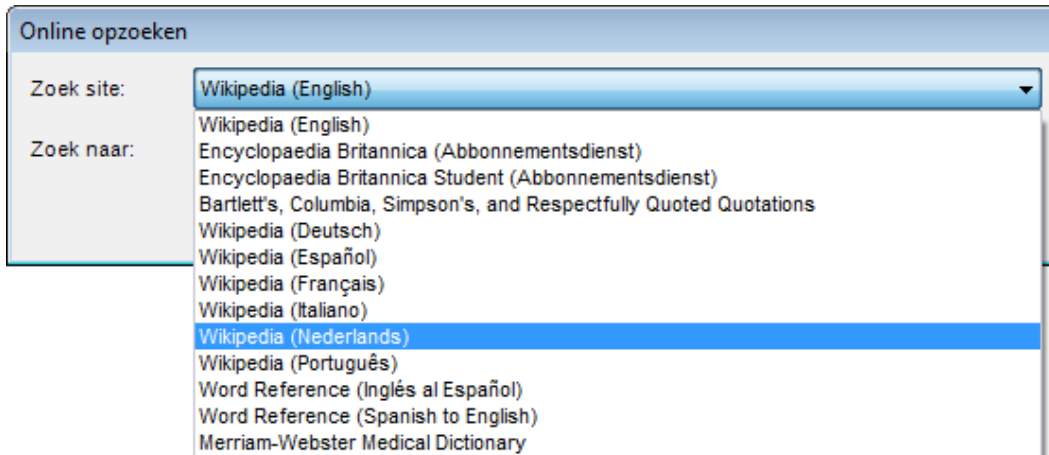 Online opzoeken
Zoek site:
Wikipedia (English)
Zoek naar:
Wikipedia (English)
Encyclopaedia Britannica (Abbonnementsdienst)
Encyclopaedia Britannica Student (Abbonnementsdienst)
Bartlett's, Columbia, Simpson's, and Respectfully Quoted Quotations
Wikipedia (Deutsch)
Wikipedia (Español)
Wikipedia (Français)
Wikipedia (Italiano)
Wikipedia (Nederlands)
Wikipedia (Português)
Word Reference (Inglés al Español)
Word Reference (Spanish to English)
Merriam-Webster Medical Dictionary